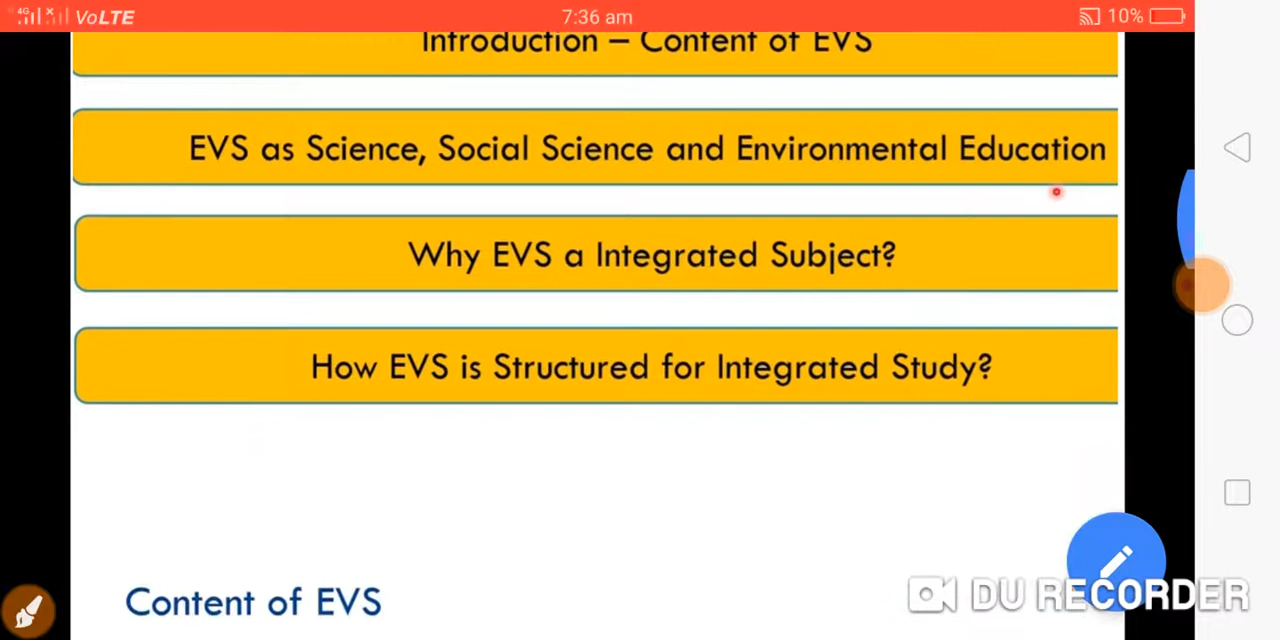 4G VoLTE 7:36 am 10%
Introduction – Content of EVS
EVS as Science, Social Science and Environmental Education
Why EVS a Integrated Subject?
How EVS is Structured for Integrated Study?
Content of EVS
DU RECORDER